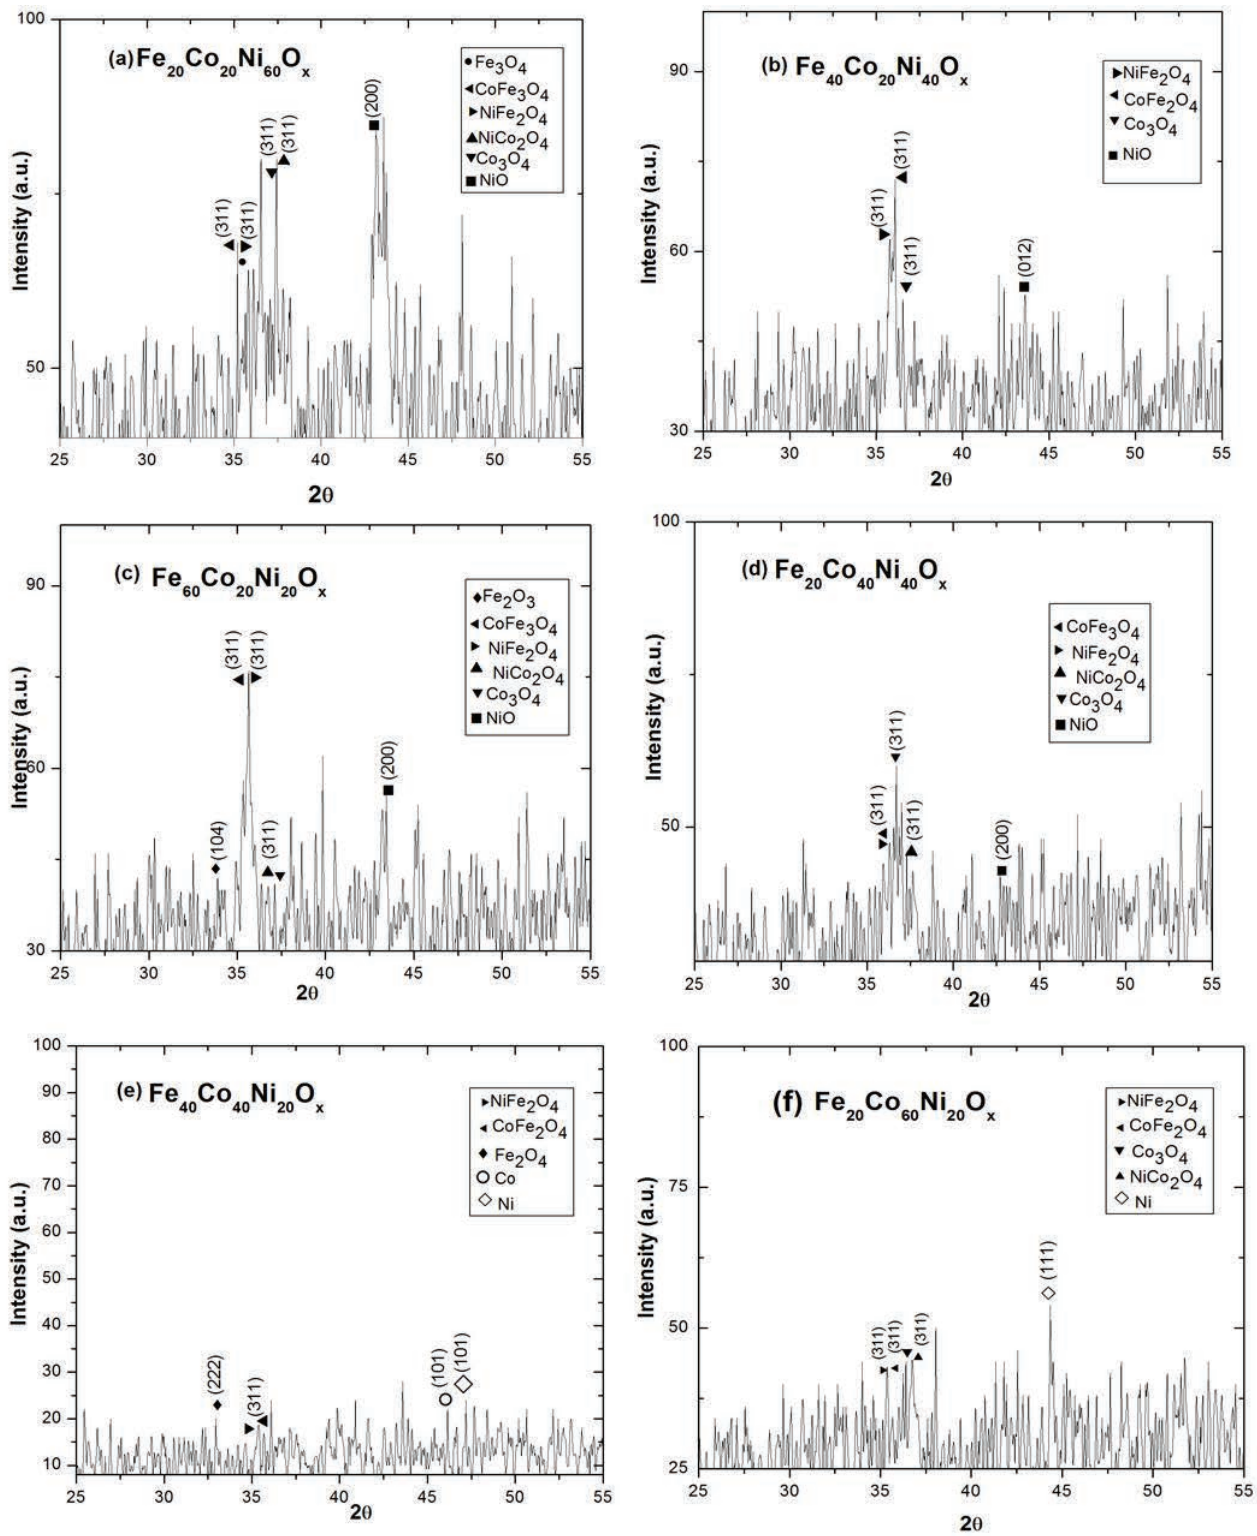 (a) Fe20Co20Ni60Ox
Fe3O4
CoFe3O4
NiFe2O4
NiCo2O4
Co3O4
NiO
(311)
(311)
(311)
(311)
(200)
100
50
Intensity (a.u.)
25 30 35 40 45 50 55
2θ
(b) Fe40Co20Ni40Ox
NiFe2O4
CoFe2O4
Co3O4
NiO
(311)
(311)
(311)
(012)
90
60
30
Intensity (a.u.)
25 30 35 40 45 50 55
2θ
(c) Fe60Co20Ni20Ox
Fe2O3
CoFe3O4
NiFe2O4
NiCo2O4
Co3O4
NiO
(104)
(311)
(311)
(311)
(200)
90
60
30
Intensity (a.u.)
25 30 35 40 45 50 55
2θ
(d) Fe20Co40Ni40Ox
CoFe3O4
NiFe2O4
NiCo2O4
Co3O4
NiO
(311)
(311)
(311)
(200)
100
50
Intensity (a.u.)
25 30 35 40 45 50 55
2θ
(e) Fe40Co40Ni20Ox
NiFe2O4
CoFe2O4
Fe2O4
Co
Ni
(222)
(311)
(101)
(101)
100
90
80
70
60
50
40
30
20
10
Intensity (a.u.)
25 30 35 40 45 50 55
2θ
(f) Fe20Co60Ni20Ox
NiFe2O4
CoFe2O4
Co3O4
NiCo2O4
Ni
(311)
(311)
(311)
(111)
100
75
50
25
Intensity (a.u.)
25 30 35 40 45 50 55
2θ